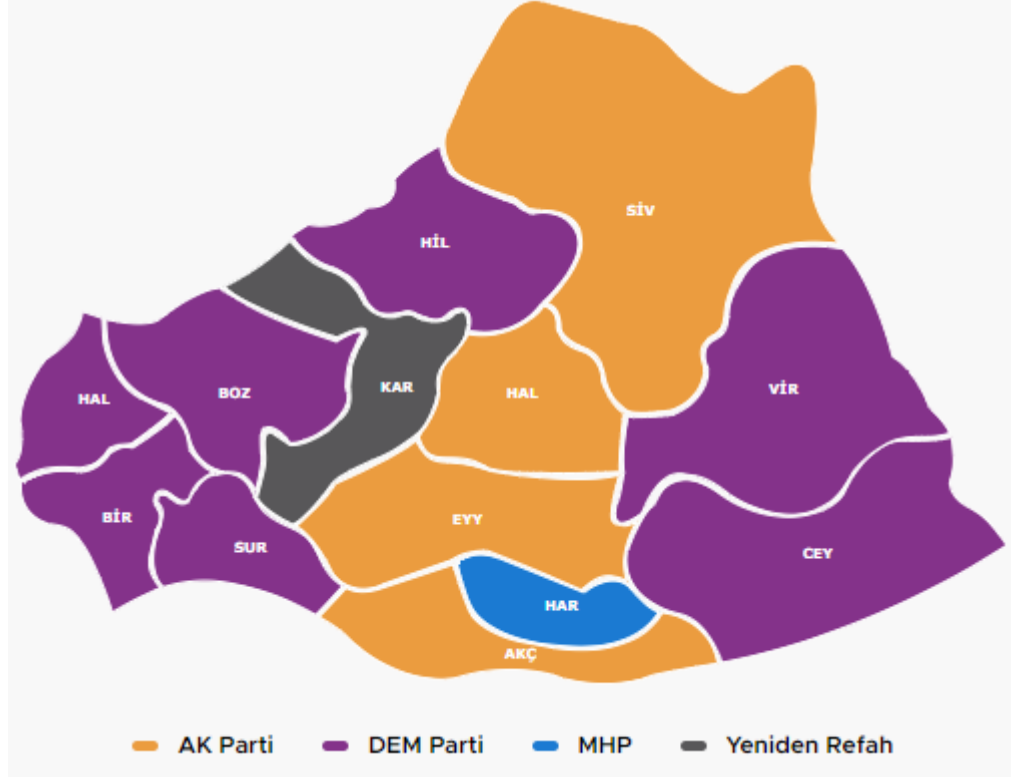 SİV
HİL
KAR
HAL
BOZ
HAL
VİR
BİR
SUR
EYY
CEY
HAR
AKÇ
AK Parti DEM Parti MHP Yeniden Refah